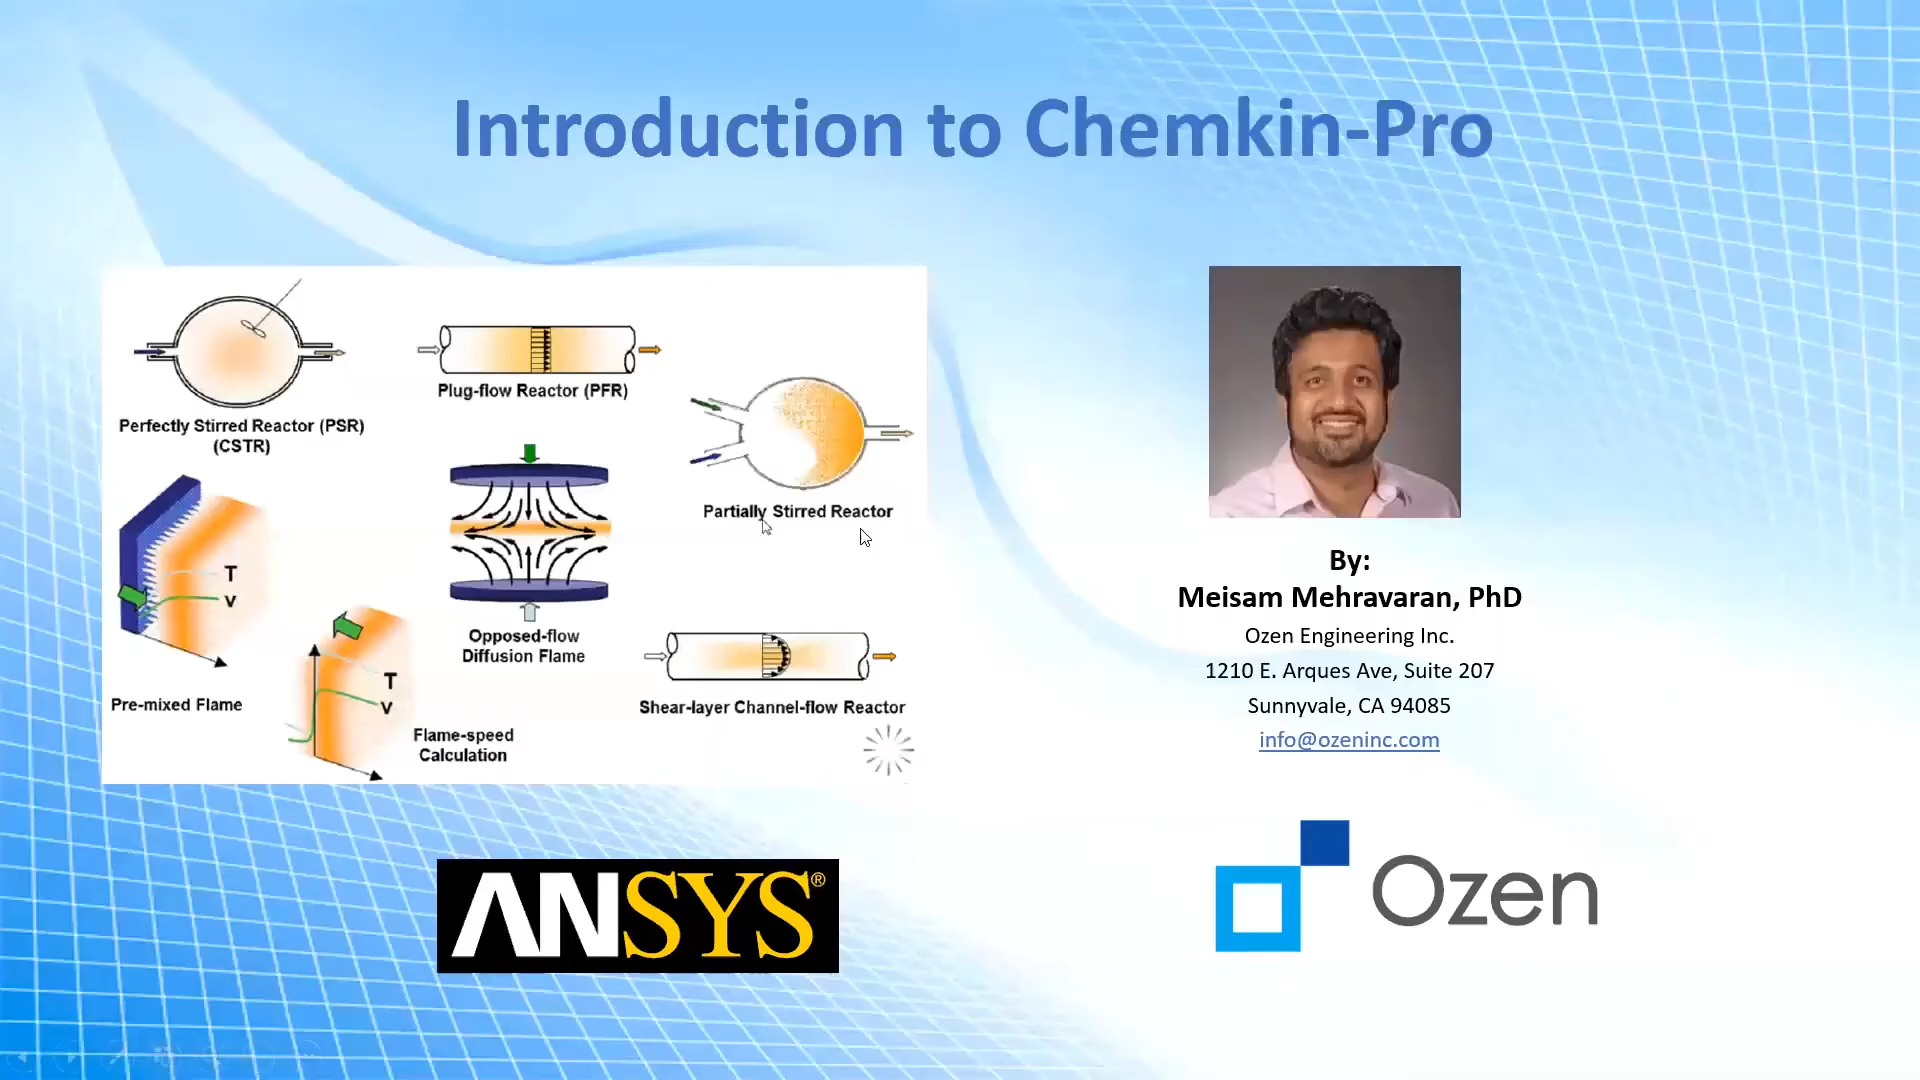 Introduction to Chemkin-Pro
Perfectly Stirred Reactor (PSR)
(CSTR)
Plug-flow Reactor (PFR)
Partially Stirred Reactor
T
V
Pre-mixed Flame
Opposed-flow
Diffusion Flame
T
V
Flame-speed
Calculation
Shear-layer Channel-flow Reactor
By:
Meisam Mehravaran, PhD
Ozen Engineering Inc.
1210 E. Arques Ave, Suite 207
Sunnyvale, CA 94085
info@ozeninc.com
ANSYS®
Ozen